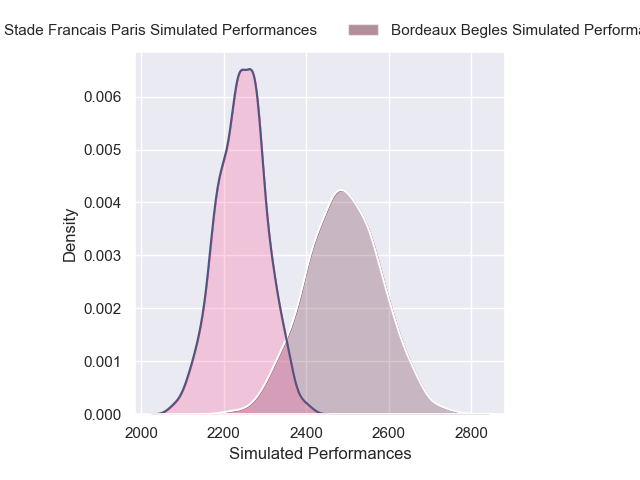 Stade Francais Paris Simulated Performances
Bordeaux Begles Simulated
0.006
0.005
0.004
0.003
0.002
0.001
0.000
Density
2000 2200 2400 2600 2800
Simulated Performances